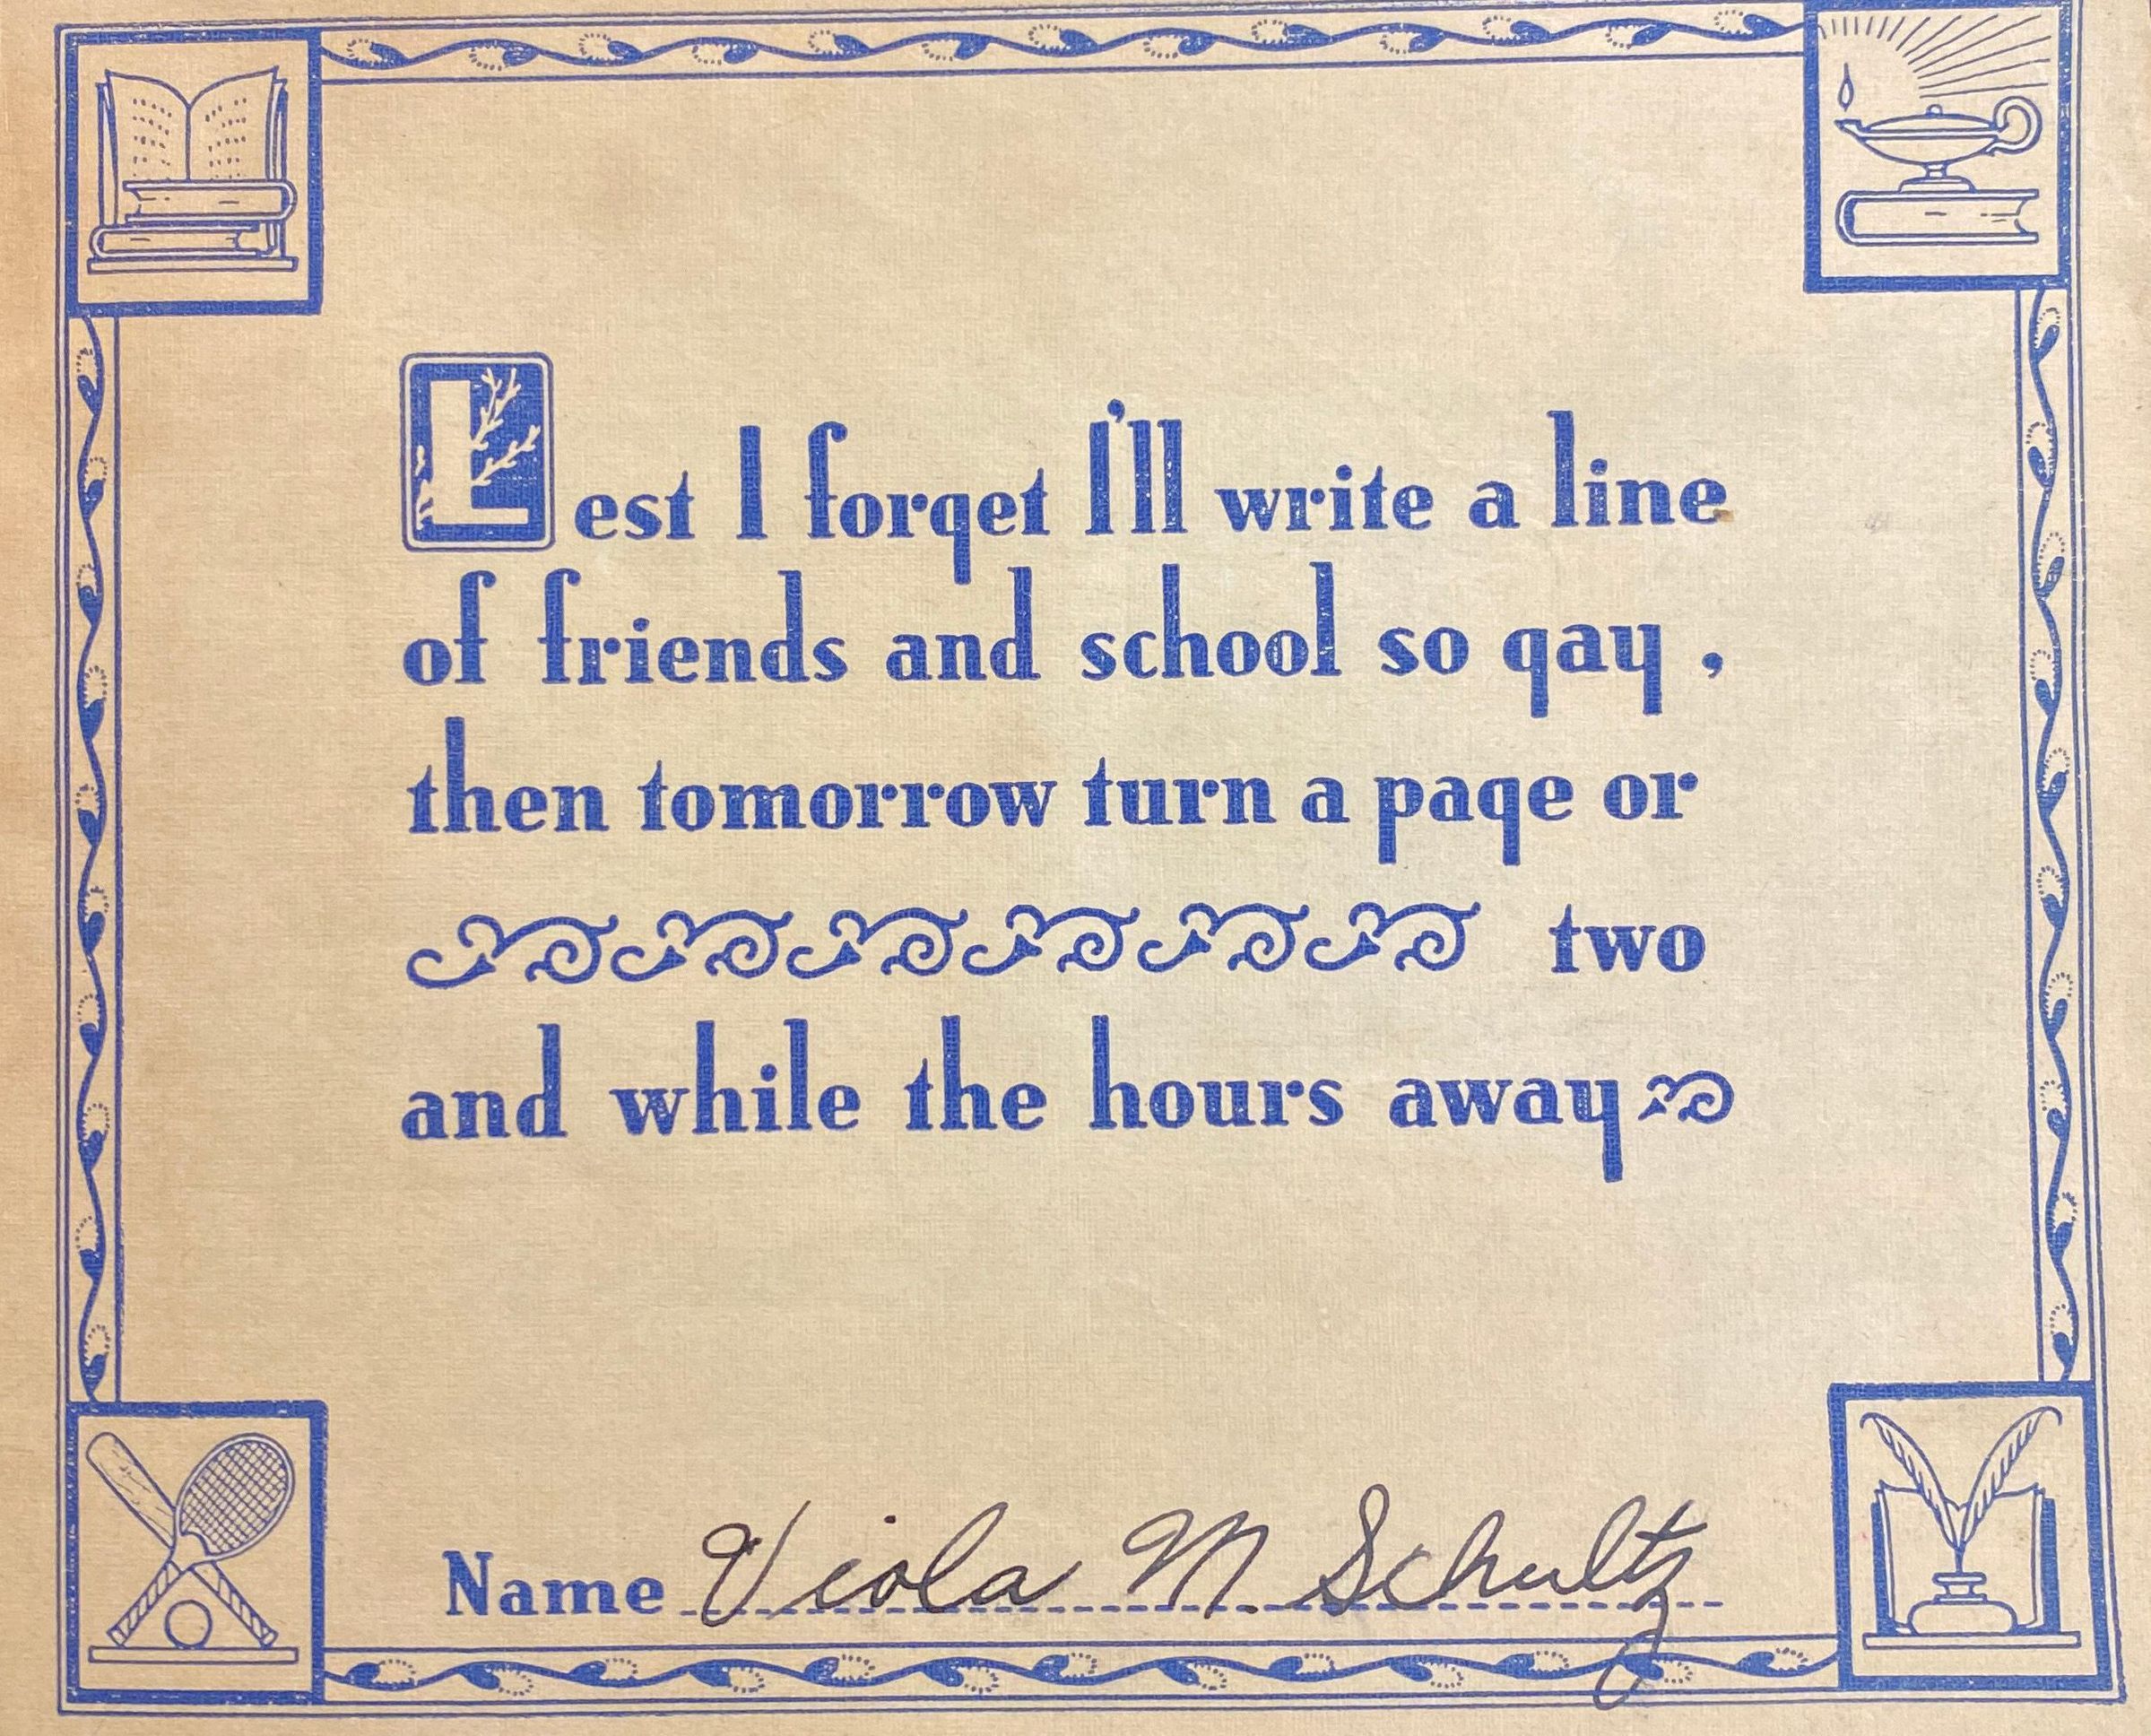 Lest I forget I'll write a line
of friends and school so gay,
then tomorrow turn a page or
two
and while the hours away
Name Viola M. Schultz